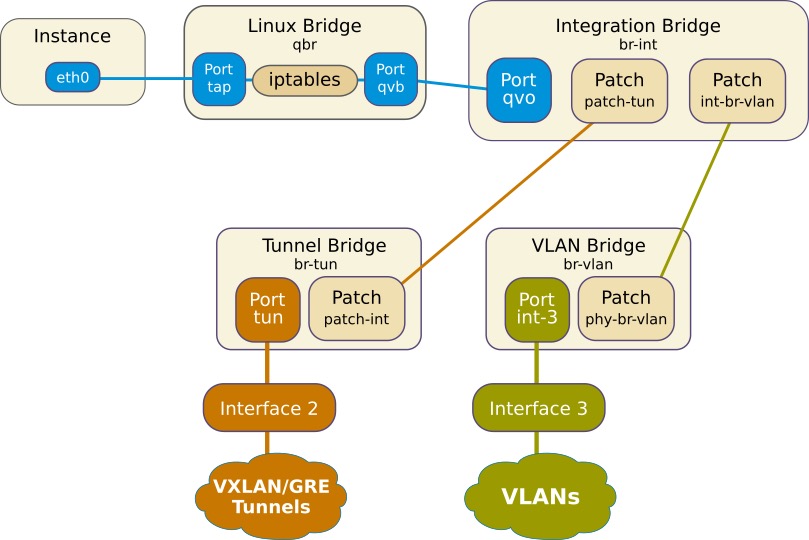 Instance
eth0
Linux Bridge
qbr
Port
tap
iptables
Port
qvb
Integration Bridge
br-int
Port
qvo
Patch
patch-tun
Patch
int-br-vlan
Tunnel Bridge
br-tun
Port
tun
Patch
patch-int
VLAN Bridge
br-vlan
Port
int-3
Patch
phy-br-vlan
Interface 2
Interface 3
VXLAN/GRE
Tunnels
VLANs